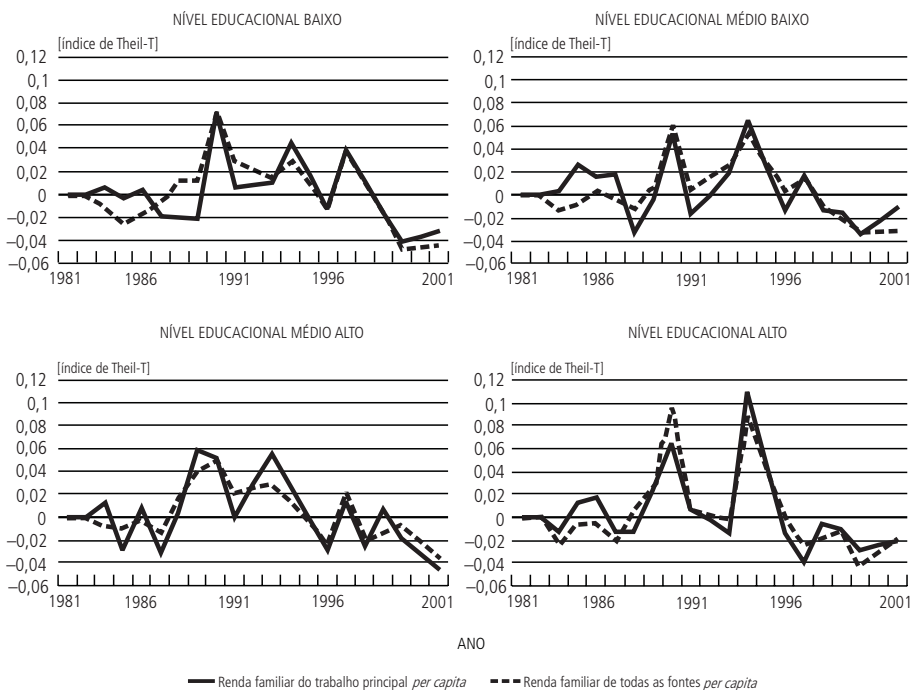 NÍVEL EDUCACIONAL BAIXO
[índice de Theil-T]
0,12
0,1
0,08
0,06
0,04
0,02
0
–0,02
–0,04
–0,06
1981 1986 1991 1996 2001
NÍVEL EDUCACIONAL MÉDIO BAIXO
[índice de Theil-T]
0,12
0,1
0,08
0,06
0,04
0,02
0
–0,02
–0,04
–0,06
1981 1986 1991 1996 2001
NÍVEL EDUCACIONAL MÉDIO ALTO
[índice de Theil-T]
0,12
0,1
0,08
0,06
0,04
0,02
0
–0,02
–0,04
–0,06
1981 1986 1991 1996 2001
NÍVEL EDUCACIONAL ALTO
[índice de Theil-T]
0,12
0,1
0,08
0,06
0,04
0,02
0
–0,02
–0,04
–0,06
1981 1986 1991 1996 2001
ANO
Renda familiar do trabalho principal per capita Renda familiar de todas as fontes per capita